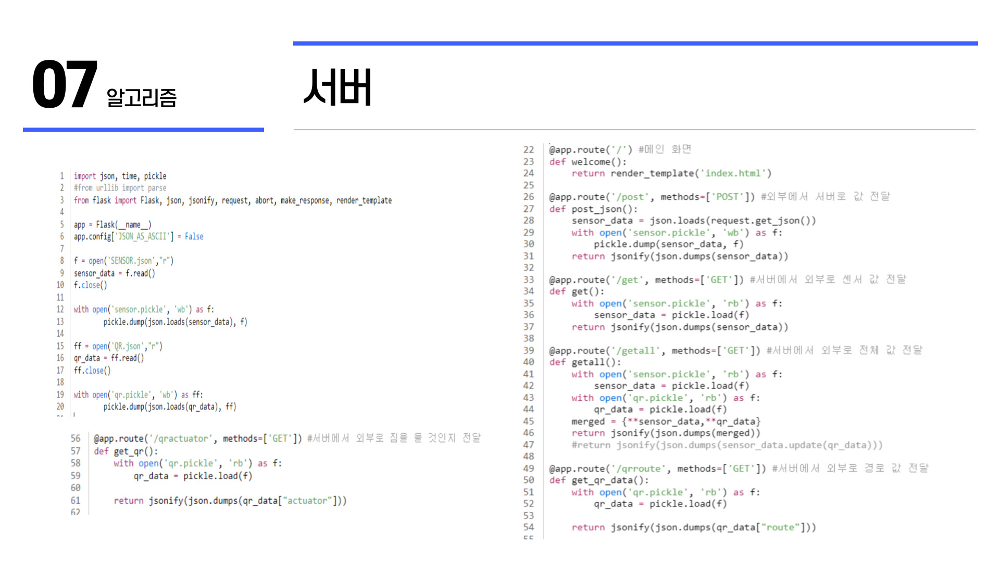 07 알고리즘
서버
1 import json, time, pickle
2 #from urllib import parse
3 from flask import Flask, json, jsonify, request, abort, make_response, render_template
4
5 app = Flask(__name__)
6 app.config['JSON_AS_ASCII'] = False
7
8 f = open('SENSOR.json',"r")
9 sensor_data = f.read()
10 f.close()
11
12 with open('sensor.pickle', 'wb') as f:
13         pickle.dump(json.loads(sensor_data), f)
14
15 ff = open('QR.json',"r")
16 qr_data = ff.read()
17 ff.close()
18
19 with open('qr.pickle', 'wb') as ff:
20         pickle.dump(json.loads(qr_data), ff)
22 @app.route('/') #메인 화면
23 def welcome():
24     return render_template('index.html')
25
26 @app.route('/post', methods=['POST']) #외부에서 서버로 값 전달
27 def post_json():
28     sensor_data = json.loads(request.get_json())
29     with open('sensor.pickle', 'wb') as f:
30         pickle.dump(sensor_data, f)
31     return jsonify(json.dumps(sensor_data))
32
33 @app.route('/get', methods=['GET']) #서버에서 외부로 센서 값 전달
34 def get():
35     with open('sensor.pickle', 'rb') as f:
36         sensor_data = pickle.load(f)
37     return jsonify(json.dumps(sensor_data))
38
39 @app.route('/getall', methods=['GET']) #서버에서 외부로 전체 값 전달
40 def getall():
41     with open('sensor.pickle', 'rb') as f:
42         sensor_data = pickle.load(f)
43     with open('qr.pickle', 'rb') as f:
44         qr_data = pickle.load(f)
45     merged = {**sensor_data,**qr_data}
46     return jsonify(json.dumps(merged))
47     #return jsonify(json.dumps(sensor_data.update(qr_data)))
48
49 @app.route('/qrroute', methods=['GET']) #서버에서 외부로 경로 값 전달
50 def get_qr_data():
51     with open('qr.pickle', 'rb') as f:
52         qr_data = pickle.load(f)
53
54     return jsonify(json.dumps(qr_data["route"]))
55
56 @app.route('/qractuator', methods=['GET']) #서버에서 외부로 짐을 들 것인지 전달
57 def get_qr():
58     with open('qr.pickle', 'rb') as f:
59         qr_data = pickle.load(f)
60
61     return jsonify(json.dumps(qr_data["actuator"]))
62